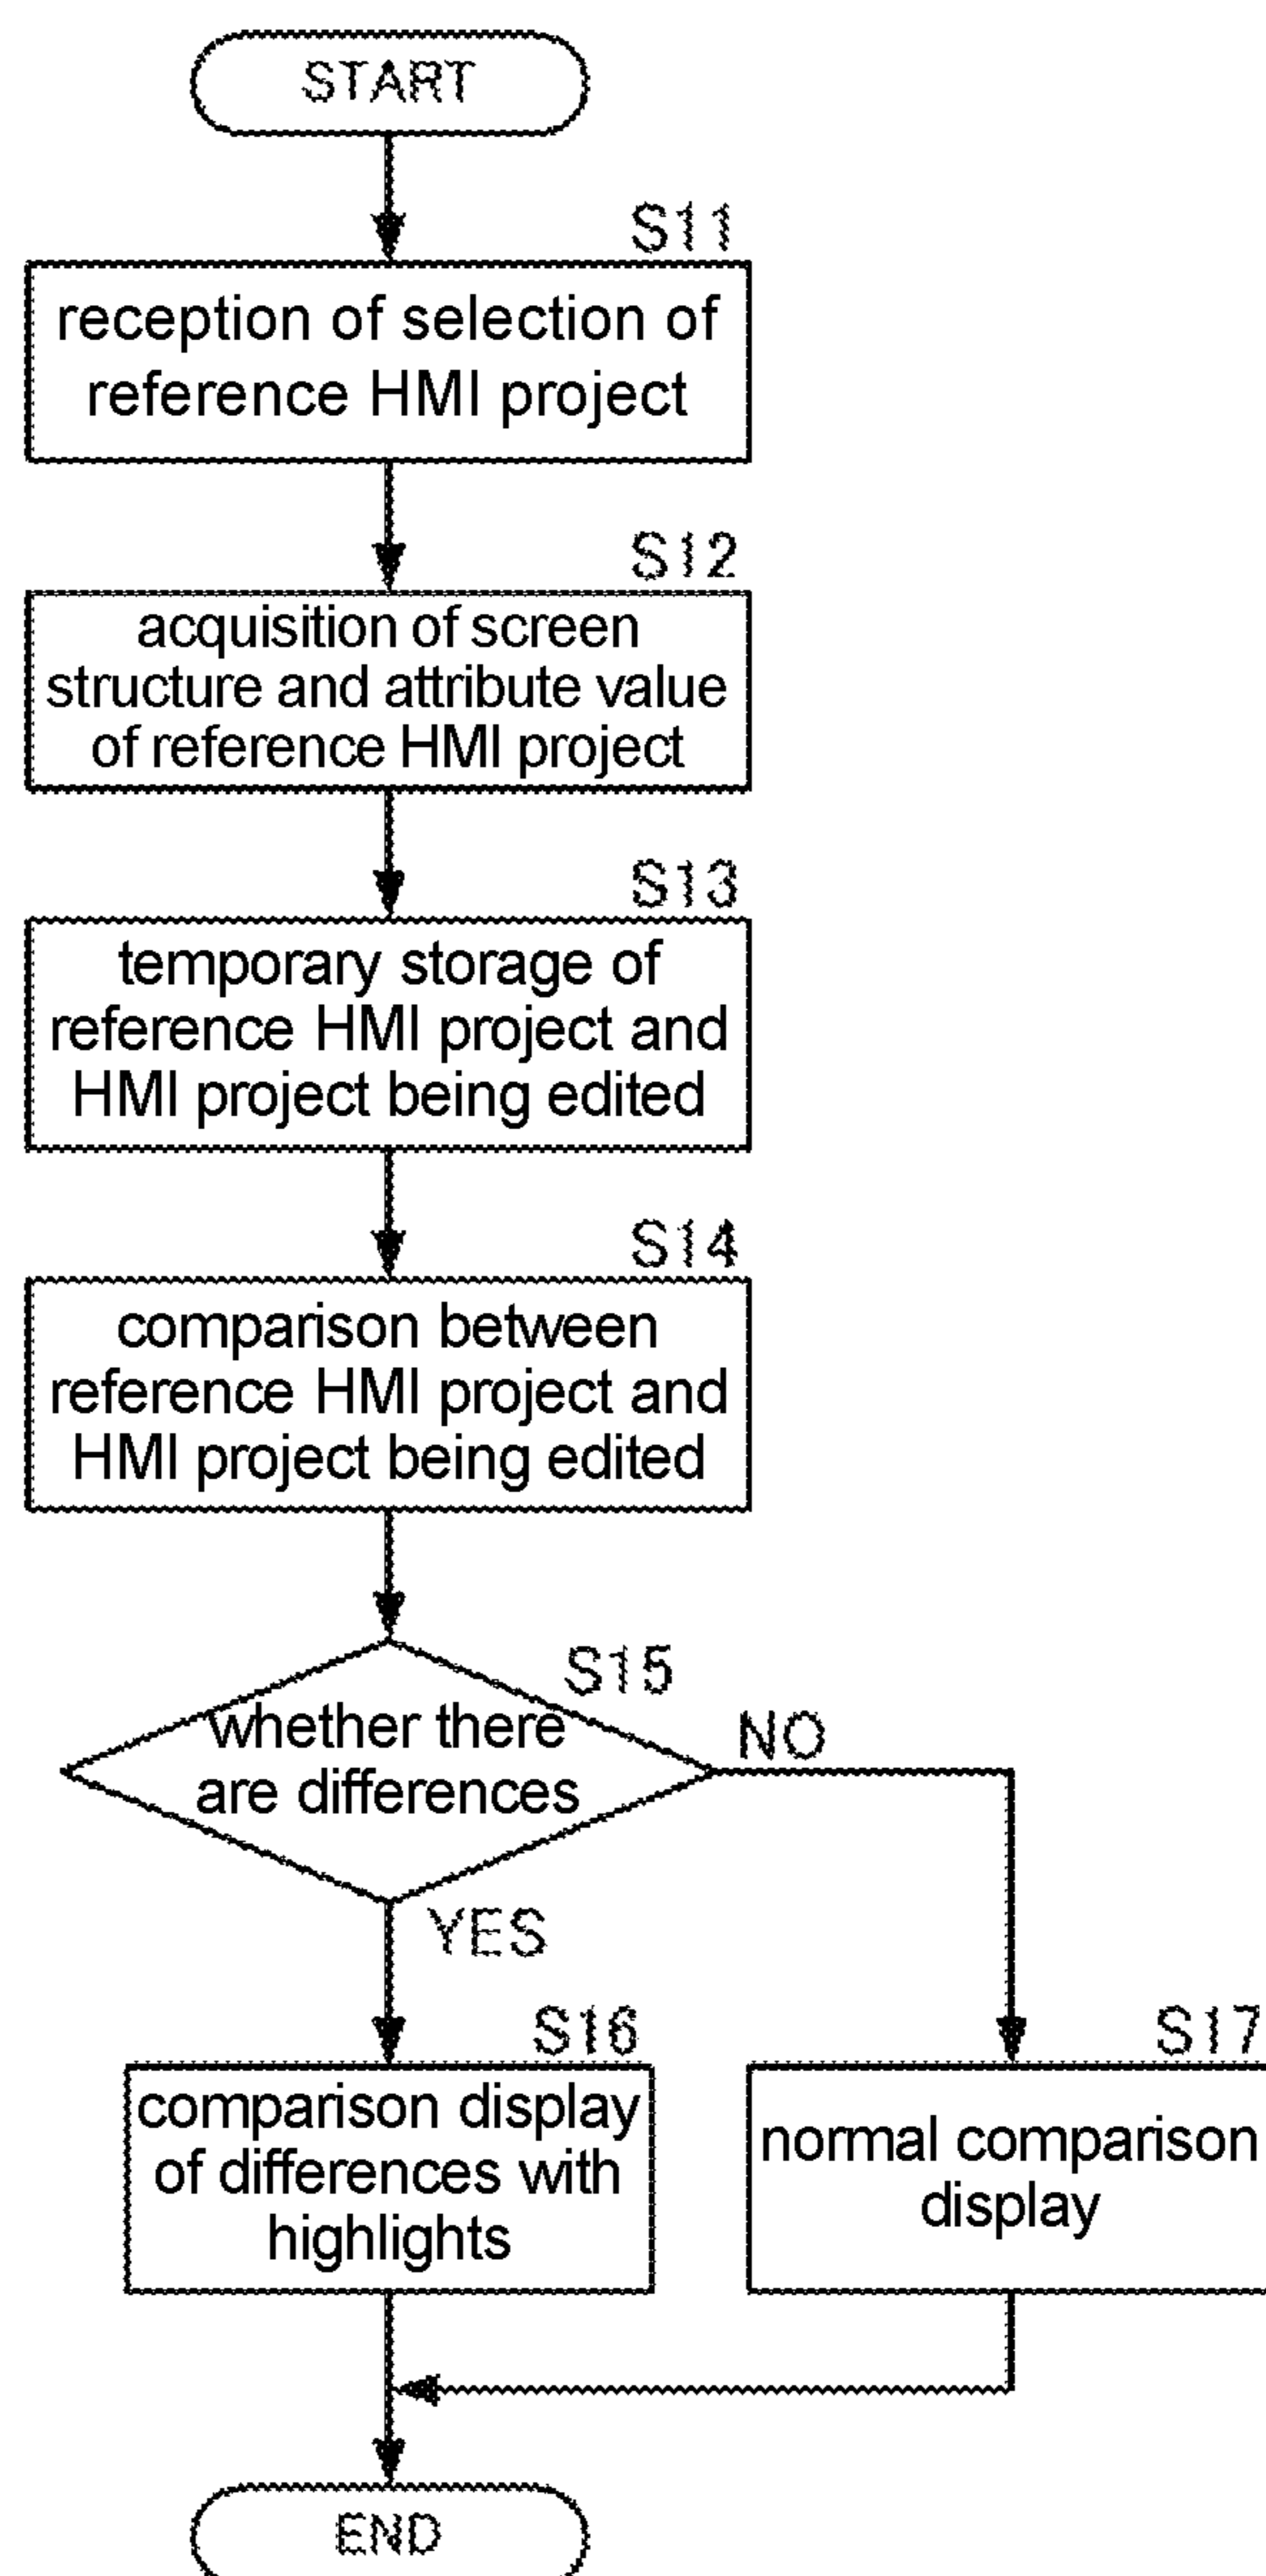 START
S11
reception of selection of
reference HMI project
S12
acquisition of screen
structure and attribute value
of reference HMI project
S13
temporary storage of
reference HMI project and
HMI project being edited
S14
comparison between
reference HMI project and
HMI project being edited
S15
whether there
are differences
NO
YES
S16
comparison display
of differences with
highlights
S17
normal comparison
display
END